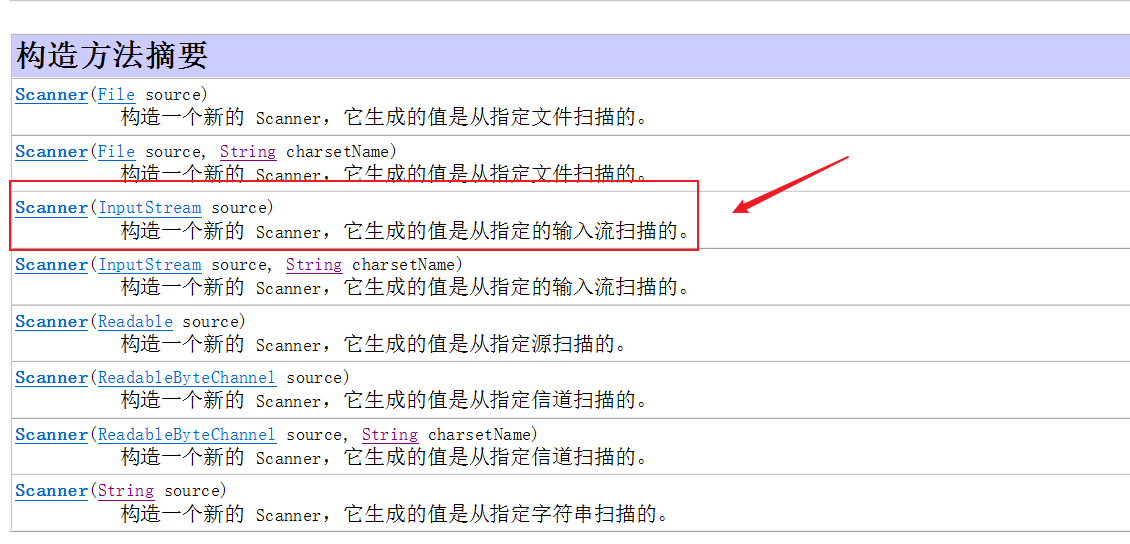 构造方法摘要
Scanner(File source)
构造一个新的 Scanner，它生成的值是从指定文件扫描的。
Scanner(File source, String charsetName)
构造一个新的 Scanner，它生成的值是从指定文件扫描的。
Scanner(InputStream source)
构造一个新的 Scanner，它生成的值是从指定的输入流扫描的。
Scanner(InputStream source, String charsetName)
构造一个新的 Scanner，它生成的值是从指定的输入流扫描的。
Scanner(Readable source)
构造一个新的 Scanner，它生成的值是从指定源扫描的。
Scanner(ReadableByteChannel source)
构造一个新的 Scanner，它生成的值是从指定信道扫描的。
Scanner(ReadableByteChannel source, String charsetName)
构造一个新的 Scanner，它生成的值是从指定信道扫描的。
Scanner(String source)
构造一个新的 Scanner，它生成的值是从指定字符串扫描的。